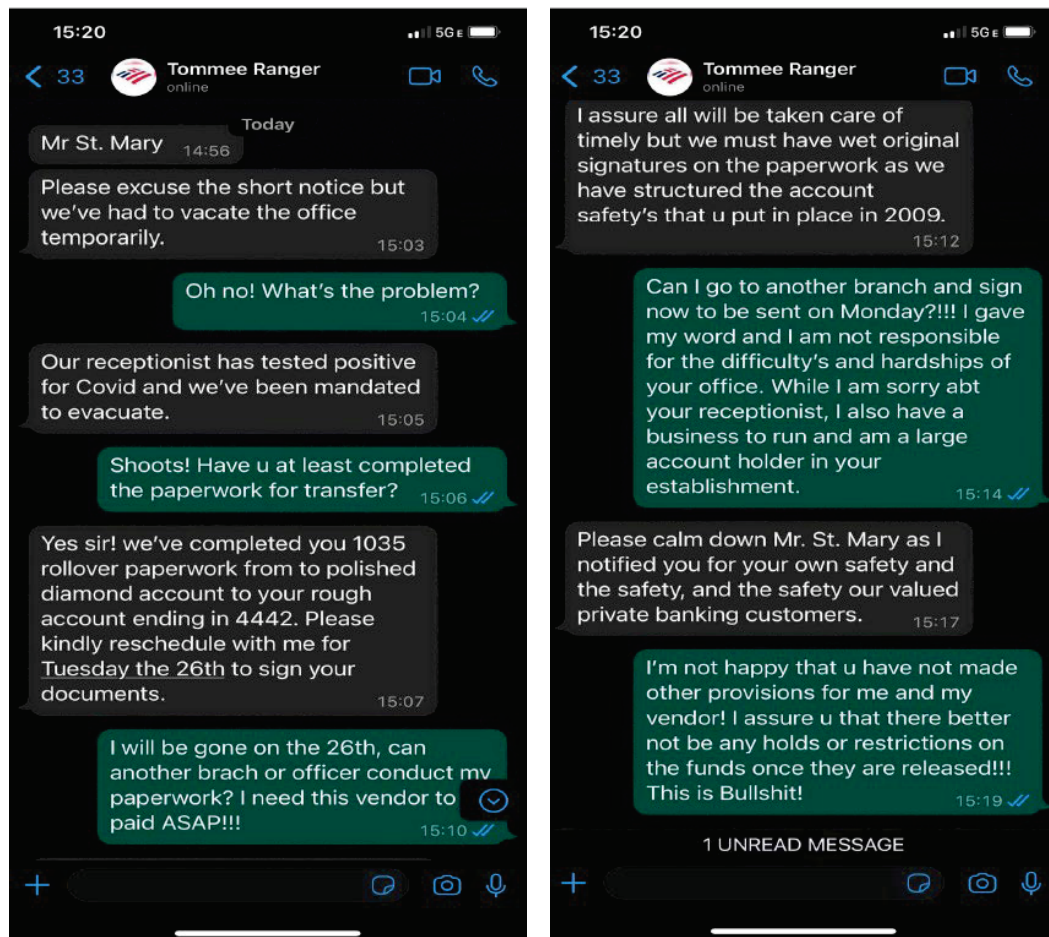 15:20
5G E
33
Tommee Ranger
online
Today
Mr St. Mary 14:56
Please excuse the short notice but
we've had to vacate the office
temporarily.
15:03
Oh no! What's the problem?
15:04
Our receptionist has tested positive
for Covid and we've been mandated
to evacuate.
15:05
Shoots! Have u at least completed
the paperwork for transfer? 15:06
Yes sir! we've completed you 1035
rollover paperwork from to polished
diamond account to your rough
account ending in 4442. Please
kindly reschedule with me for
Tuesday the 26th to sign your
documents.
15:07
I will be gone on the 26th, can
another brach or officer conduct my
paperwork? I need this vendor to
paid ASAP!!!
15:10
15:20
5G E
33
Tommee Ranger
online
I assure all will be taken care of
timely but we must have wet original
signatures on the paperwork as we
have structured the account
safety's that u put in place in 2009.
15:12
Can I go to another branch and sign
now to be sent on Monday?!!! I gave
my word and I am not responsible
for the difficulty's and hardships of
your office. While I am sorry abt
your receptionist, I also have a
business to run and am a large
account holder in your
establishment.
15:14
Please calm down Mr. St. Mary as I
notified you for your own safety and
the safety, and the safety our valued
private banking customers.
15:17
I'm not happy that u have not made
other provisions for me and my
vendor! I assure u that there better
not be any holds or restrictions on
the funds once they are released!!!
This is Bullshit!
15:19
1 UNREAD MESSAGE